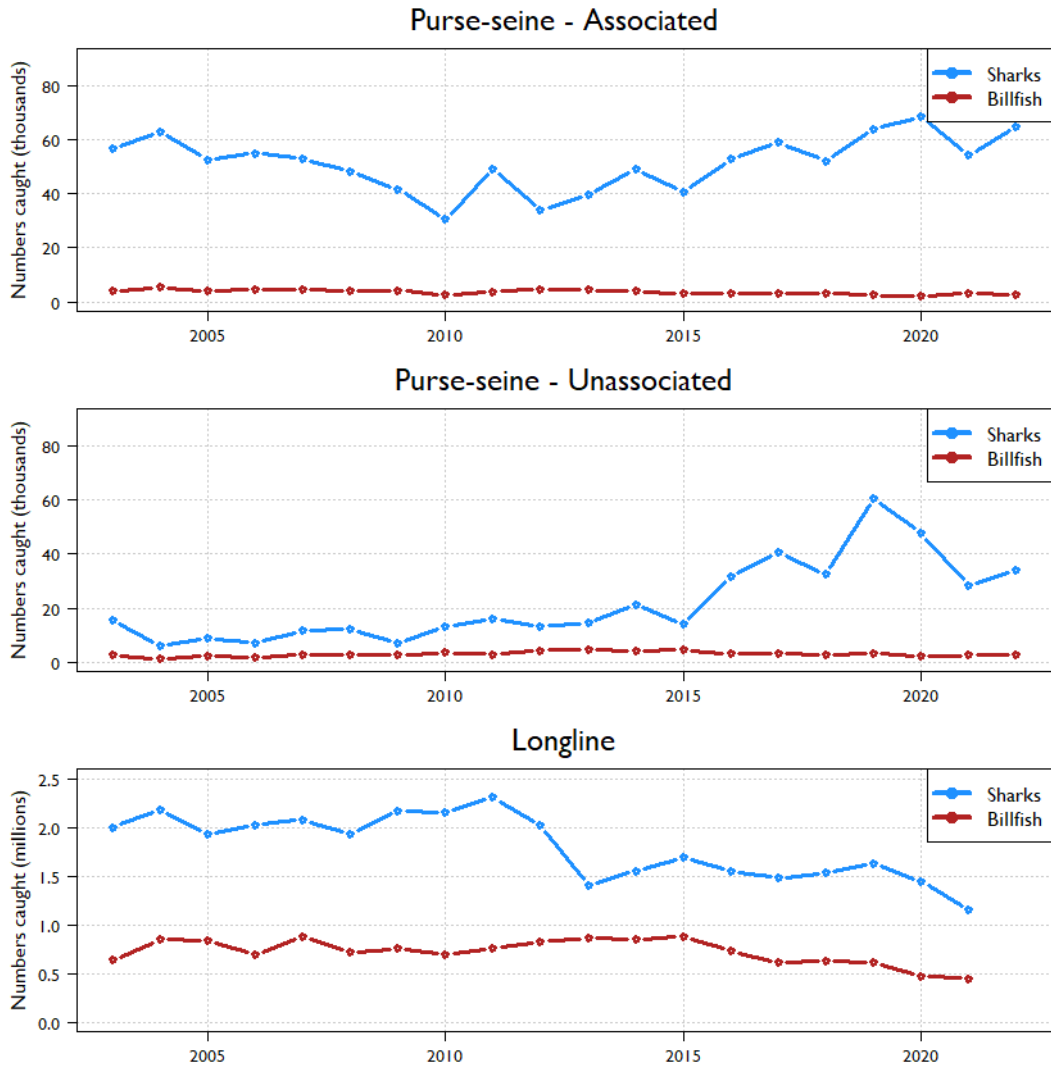 Purse-seine - Associated
Numbers caught (thousands)
80
60
40
20
0
Sharks
Billfish
2005
2010
2015
2020
Purse-seine - Unassociated
Numbers caught (thousands)
80
60
40
20
0
Sharks
Billfish
2005
2010
2015
2020
Longline
Numbers caught (millions)
2.5
2.0
1.5
1.0
0.5
0.0
Sharks
Billfish
2005
2010
2015
2020